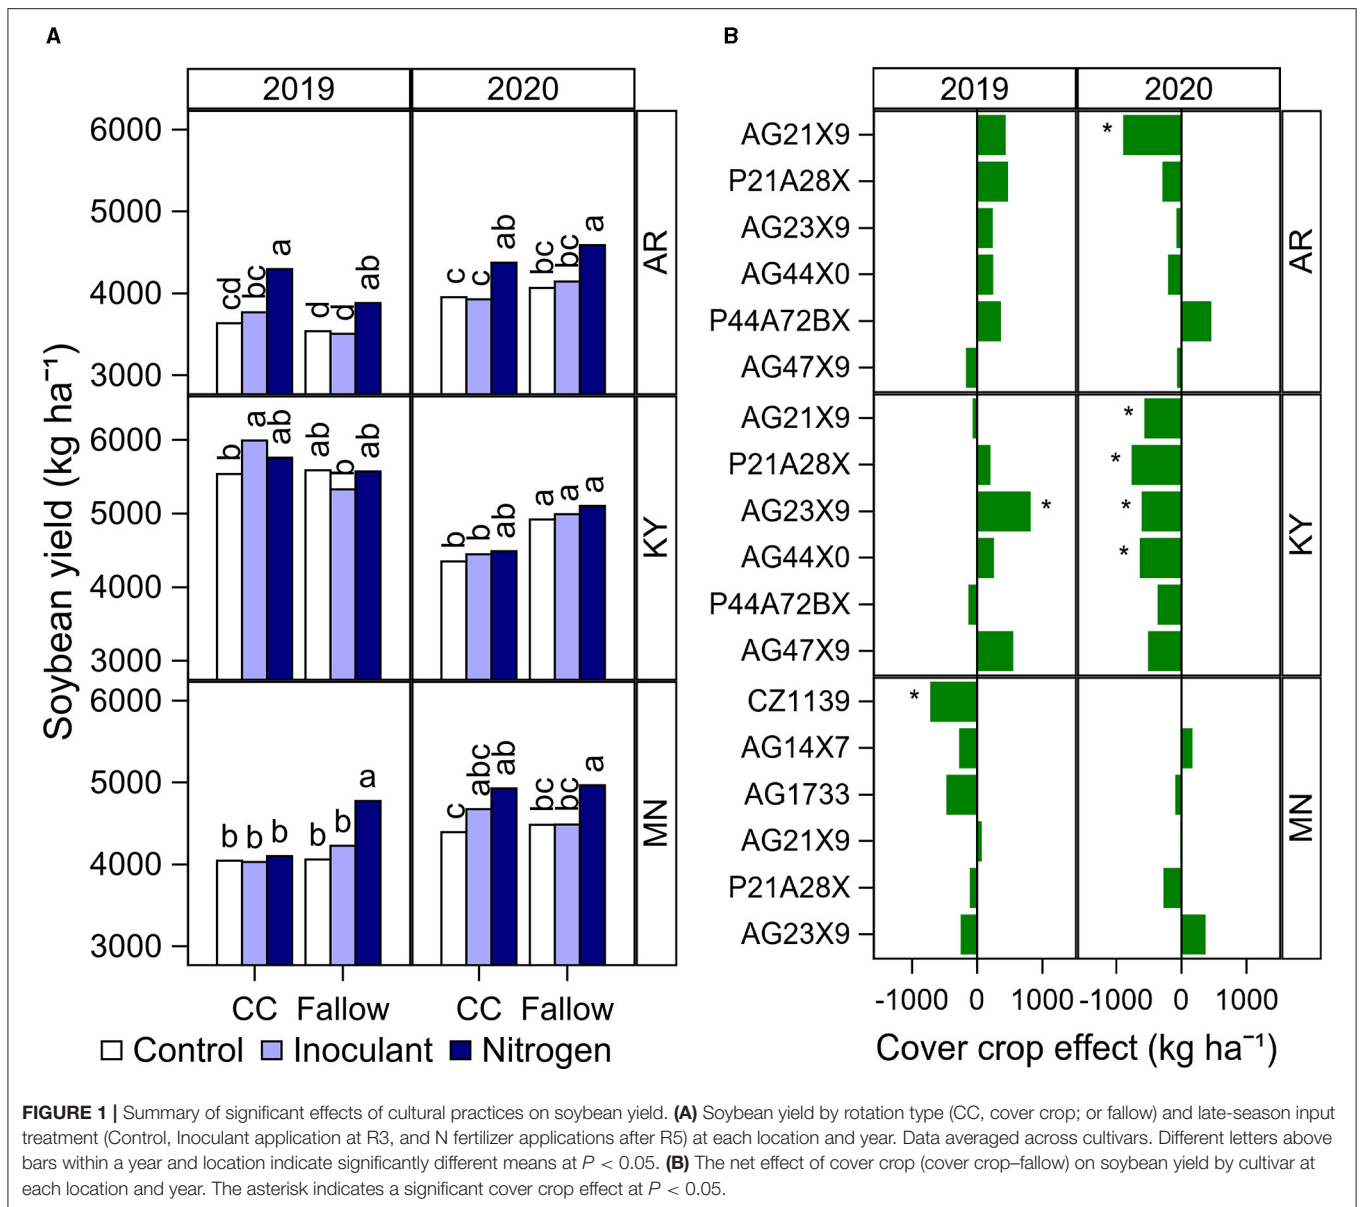 A
2019
2020
6000
5000
4000
3000
cd
bc
a
d
d
ab
c
c
ab
bc
bc
a
AR
6000
5000
4000
3000
b
a
ab
ab
b
ab
b
b
ab
a
a
a
KY
6000
5000
4000
3000
b
b
b
b
b
a
c
abc
ab
bc
bc
a
MN
Soybean yield (kg ha⁻¹)
CC Fallow CC Fallow
Control Inoculant Nitrogen
B
2019
2020
AG21X9 *
P21A28X
AG23X9
AG44X0
P44A72BX
AG47X9
AR
AG21X9 *
P21A28X *
AG23X9 * *
AG44X0 *
P44A72BX
AG47X9
KY
CZ1139 *
AG14X7
AG1733
AG21X9
P21A28X
AG23X9
MN
-1000 0 1000 -1000 0 1000
Cover crop effect (kg ha⁻¹)
FIGURE 1 | Summary of significant effects of cultural practices on soybean yield. (A) Soybean yield by rotation type (CC, cover crop; or fallow) and late-season input
treatment (Control, Inoculant application at R3, and N fertilizer applications after R5) at each location and year. Data averaged across cultivars. Different letters above
bars within a year and location indicate significantly different means at P < 0.05. (B) The net effect of cover crop (cover crop–fallow) on soybean yield by cultivar at
each location and year. The asterisk indicates a significant cover crop effect at P < 0.05.